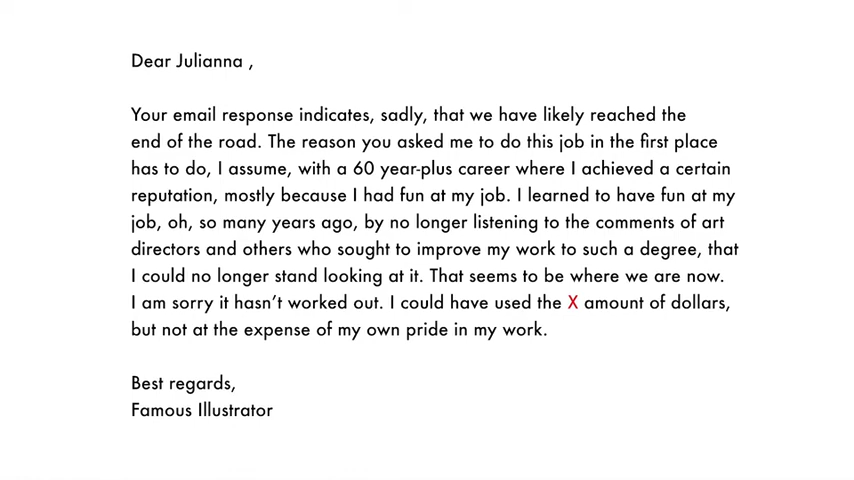 Dear Julianna ,
Your email response indicates, sadly, that we have likely reached the
end of the road. The reason you asked me to do this job in the first place
has to do, I assume, with a 60 year-plus career where I achieved a certain
reputation, mostly because I had fun at my job. I learned to have fun at my
job, oh, so many years ago, by no longer listening to the comments of art
directors and others who sought to improve my work to such a degree, that
I could no longer stand looking at it. That seems to be where we are now.
I am sorry it hasn't worked out. I could have used the X amount of dollars,
but not at the expense of my own pride in my work.
Best regards,
Famous Illustrator